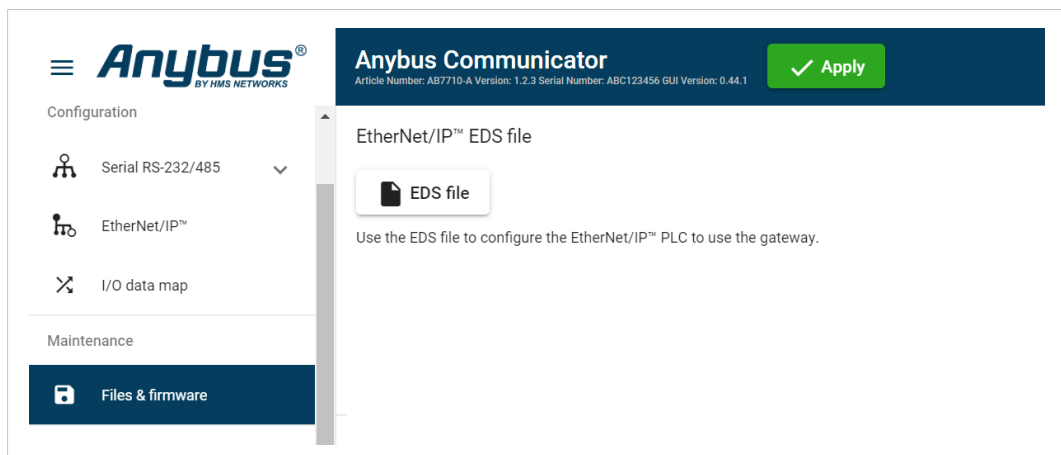 Anybus®
BY HMS NETWORKS
Configuration
Serial RS-232/485
EtherNet/IP™
I/O data map
Maintenance
Files & firmware
Anybus Communicator
Article Number: AB7710-A Version: 1.2.3 Serial Number: ABC123456 GUI Version: 0.44.1
Apply
EtherNet/IP™ EDS file
EDS file
Use the EDS file to configure the EtherNet/IP™ PLC to use the gateway.